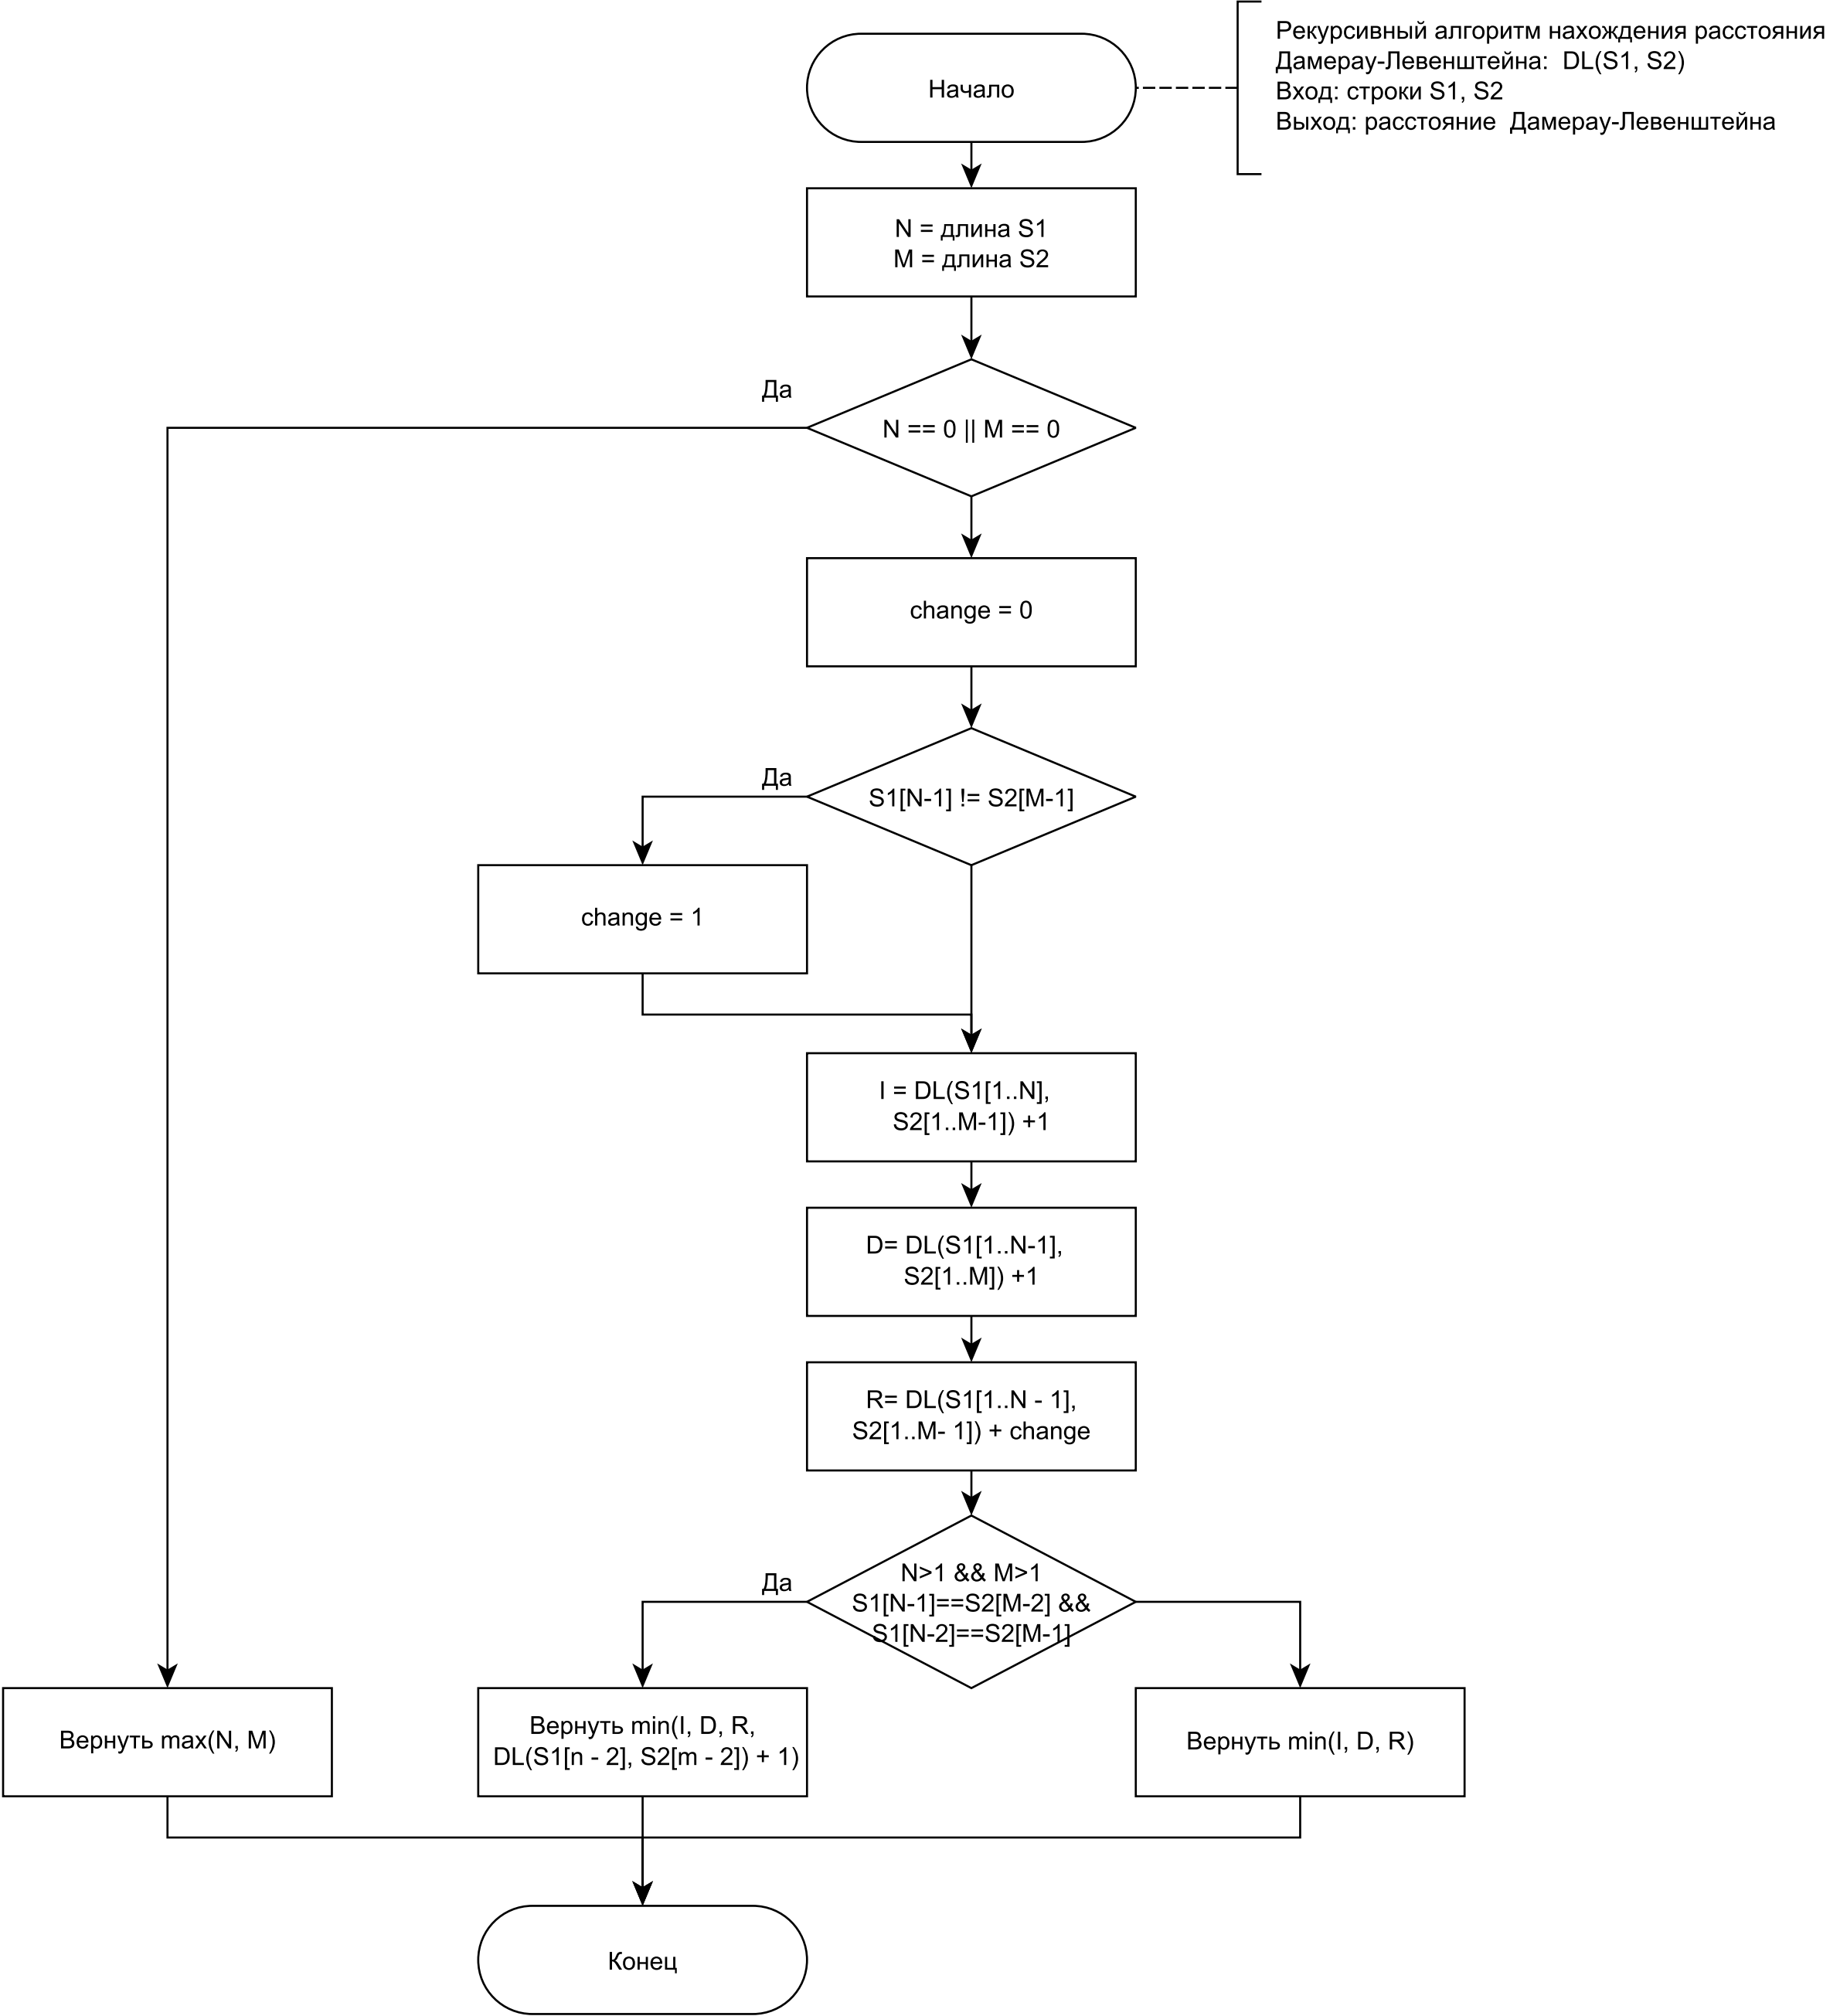 Начало
Рекурсивный алгоритм нахождения расстояния
Дамерау-Левенштейна:  DL(S1, S2)
Вход: строки S1, S2
Выход: расстояние  Дамерау-Левенштейна
N = длина S1
M = длина S2
Да
N == 0 || M == 0
change = 0
Да
S1[N-1] != S2[M-1]
change = 1
I = DL(S1[1..N],
S2[1..M-1]) +1
D= DL(S1[1..N-1],
S2[1..M]) +1
R= DL(S1[1..N - 1],
S2[1..M- 1]) + change
Да
N>1 && M>1
S1[N-1]==S2[M-2] &&
S1[N-2]==S2[M-1]
Вернуть max(N, M)
Вернуть min(I, D, R,
DL(S1[n - 2], S2[m - 2]) + 1)
Вернуть min(I, D, R)
Конец